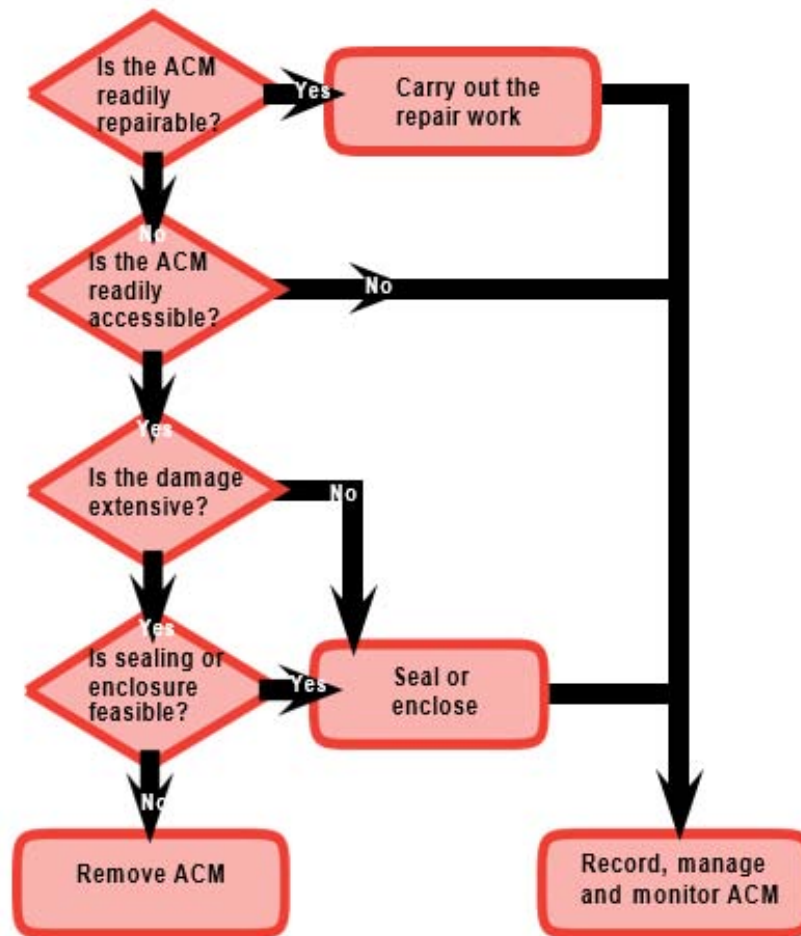 Is the ACM
readily
repairable?
Yes
Carry out the
repair work
No
Is the ACM
readily
accessible?
No
Yes
Is the damage
extensive?
No
Yes
Is sealing or
enclosure
feasible?
Yes
Seal or
enclose
No
Remove ACM
Record, manage
and monitor ACM